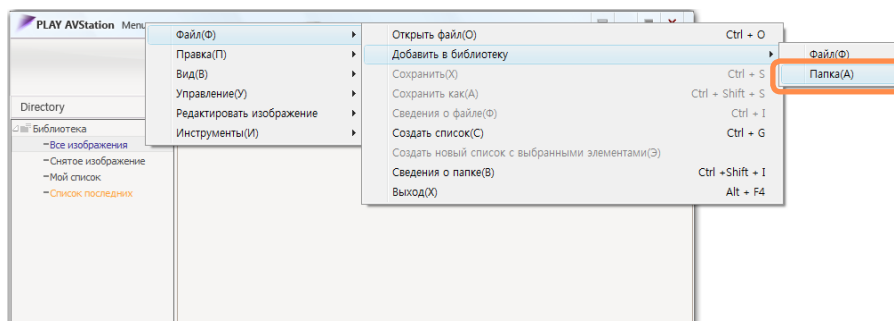 PLAY AVStation Menu
Файл(Ф)
Правка(П)
Вид(В)
Управление(У)
Редактировать изображение
Инструменты(И)
Открыть файл(О) Ctrl + O
Добавить в библиотеку
Сохранить(Х) Ctrl + S
Сохранить как(А) Ctrl + Shift + S
Сведения о файле(Ф) Ctrl + I
Создать список(С) Ctrl + G
Создать новый список с выбранными элементами(Э)
Сведения о папке(В) Ctrl +Shift + I
Выход(Х) Alt + F4
Файл(Ф)
Папка(А)
Directory
Библиотека
Все изображения
Снятое изображение
Мой список
Список последних